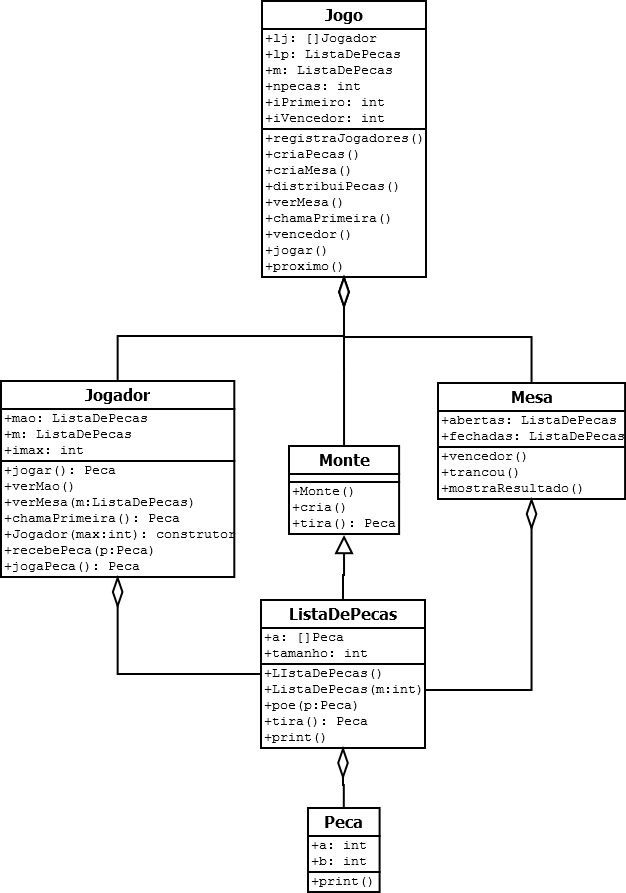 Jogo
+lj: []Jogador
+lp: ListaDePecas
+m: ListaDePecas
+npecas: int
+iPrimeiro: int
+iVencedor: int
+registraJogadores()
+criaPecas()
+criaMesa()
+distribuiPecas()
+verMesa()
+chamaPrimeira()
+vencedor()
+jogar()
+proximo()
Jogador
+mao: ListaDePecas
+m: ListaDePecas
+imax: int
+jogar(): Peca
+verMao()
+verMesa(m:ListaDePecas)
+chamaPrimeira(): Peca
+Jogador(max:int): construtor
+recebePeca(p:Peca)
+jogaPeca(): Peca
Monte
+Monte()
+cria()
+tira(): Peca
Mesa
+abertas: ListaDePecas
+fechadas: ListaDePecas
+vencedor()
+trancou()
+mostraResultado()
ListaDePecas
+a: []Peca
+tamanho: int
+LIstaDePecas()
+ListaDePecas(m:int)
+poe(p:Peca)
+tira(): Peca
+print()
Peca
+a: int
+b: int
+print()